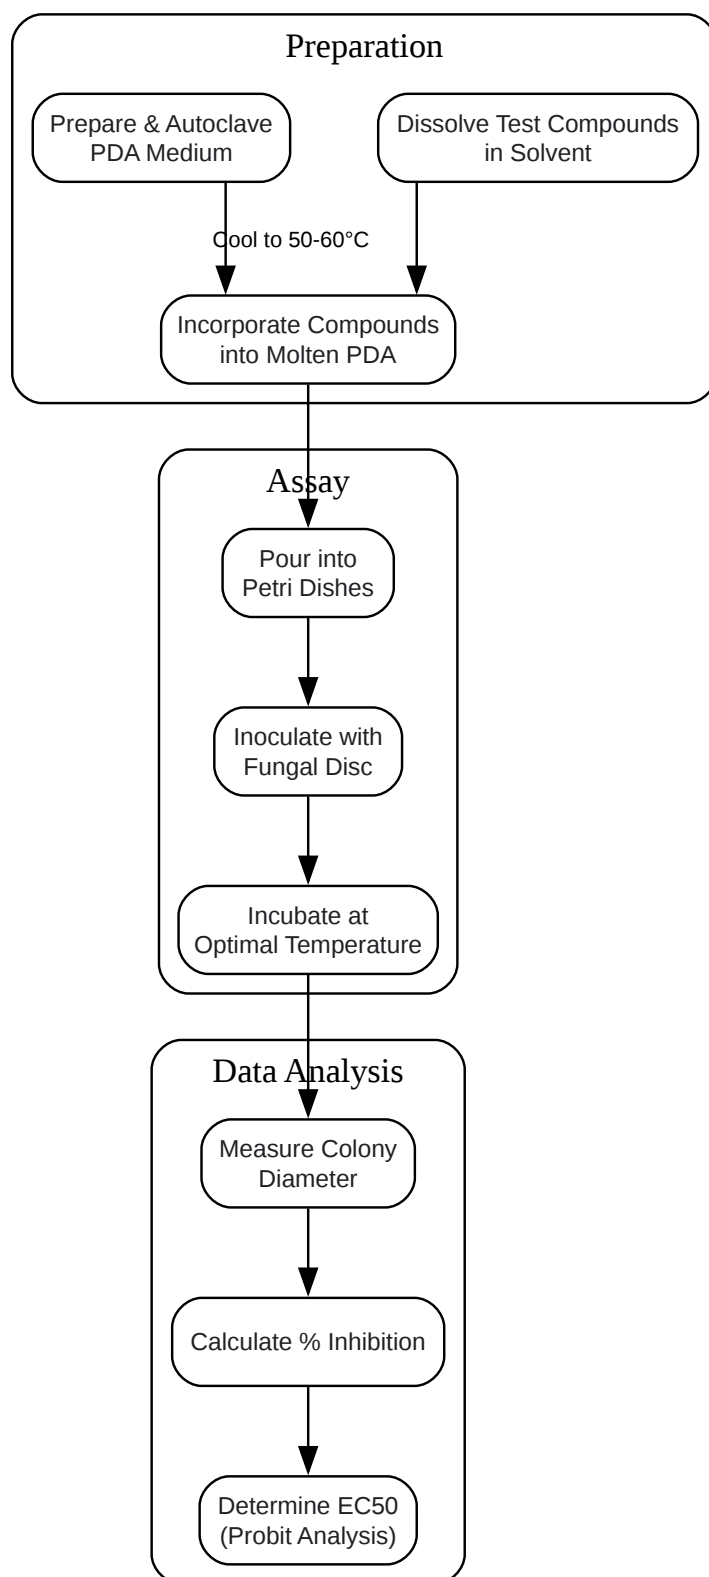 Preparation
Prepare & Autoclave
PDA Medium
Dissolve Test Compounds
in Solvent
Cool to 50-60°C
Incorporate Compounds
into Molten PDA
Assay
Pour into
Petri Dishes
Inoculate with
Fungal Disc
Incubate at
Optimal Temperature
Data Analysis
Measure Colony
Diameter
Calculate % Inhibition
Determine EC50
(Probit Analysis)